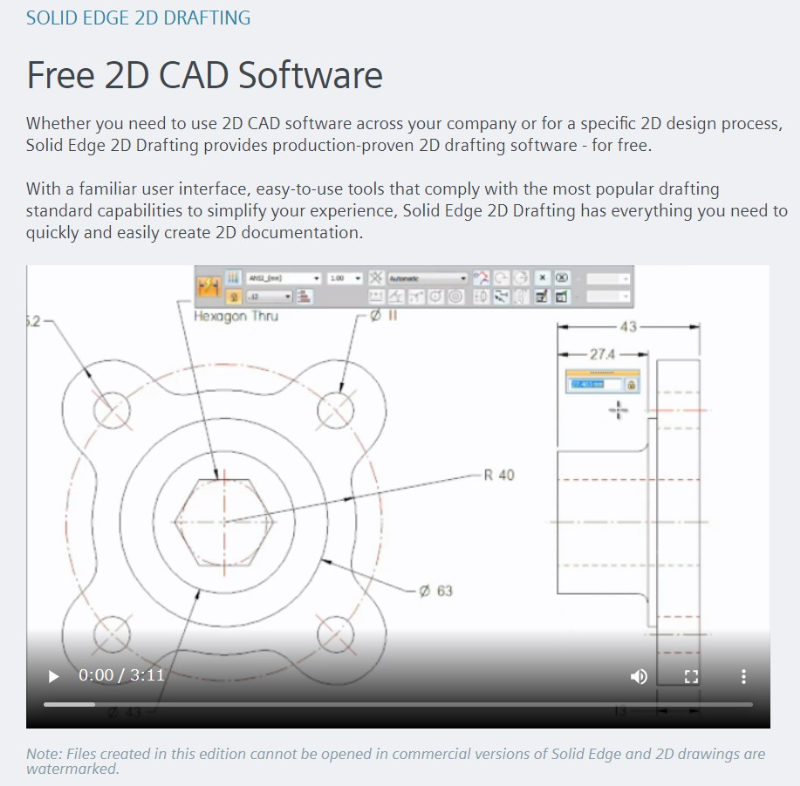 SOLID EDGE 2D DRAFTING
Free 2D CAD Software
Whether you need to use 2D CAD software across your company or for a specific 2D design process,
Solid Edge 2D Drafting provides production-proven 2D drafting software - for free.
With a familiar user interface, easy-to-use tools that comply with the most popular drafting
standard capabilities to simplify your experience, Solid Edge 2D Drafting has everything you need to
quickly and easily create 2D documentation.
1.00
Automatic
Hexagon Thru
Ø 11
43
27.4
R 40
Ø 63
0:00 / 3:11
Ø 43
13
Note: Files created in this edition cannot be opened in commercial versions of Solid Edge and 2D drawings are
watermarked.